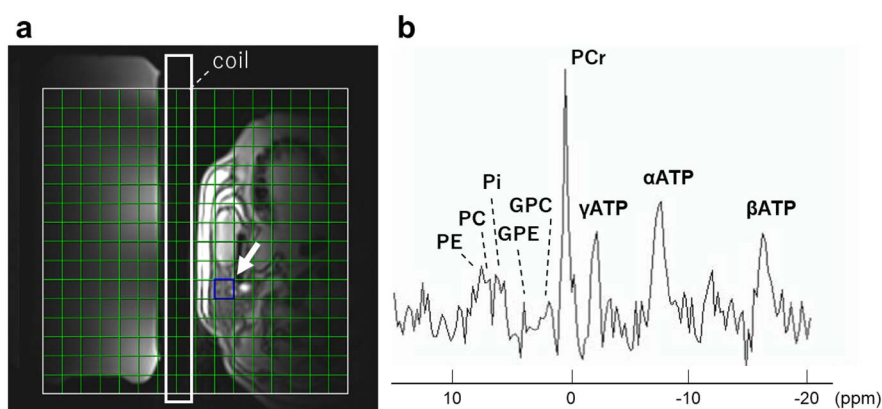 a
coil
b
PCr
αATP
γATP
βATP
Pi
GPC
PC
GPE
PE
10
0
-10
-20
(ppm)